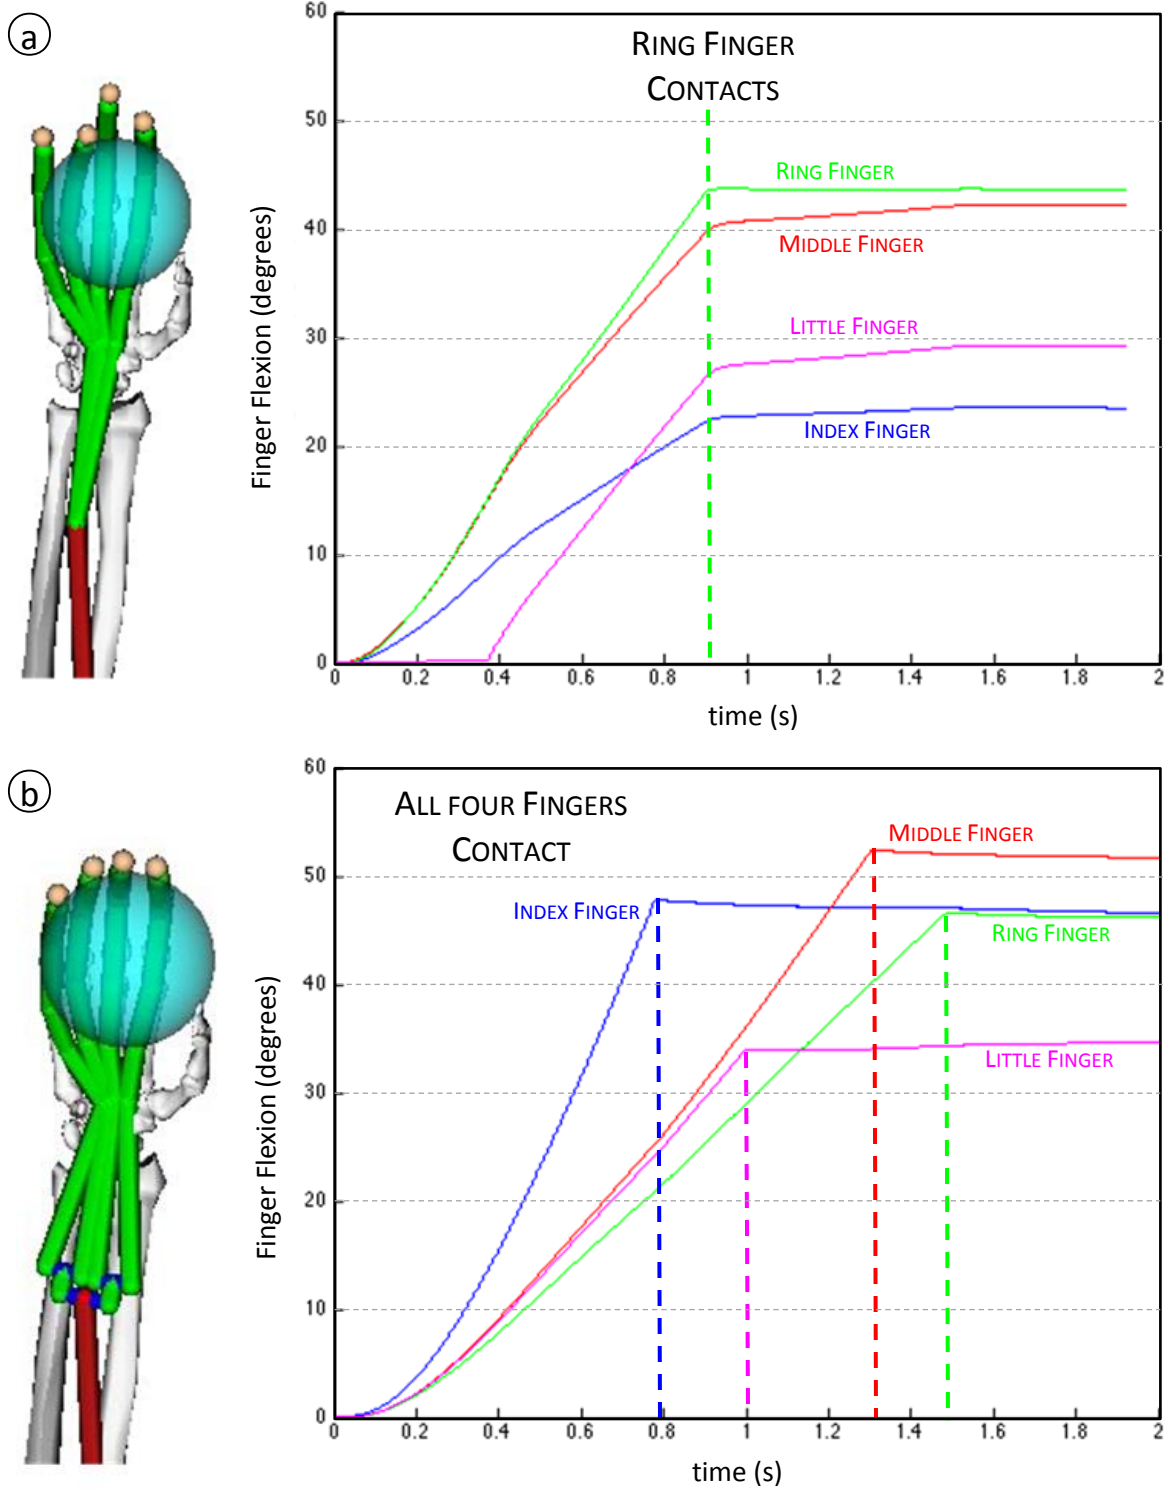 a
RING FINGER
CONTACTS
RING FINGER
MIDDLE FINGER
LITTLE FINGER
INDEX FINGER
Finger Flexion (degrees)
60
50
40
30
20
10
0
0 0.2 0.4 0.6 0.8 1 1.2 1.4 1.6 1.8 2
time (s)
b
ALL FOUR FINGERS
CONTACT
MIDDLE FINGER
INDEX FINGER
RING FINGER
LITTLE FINGER
Finger Flexion (degrees)
60
50
40
30
20
10
0
0 0.2 0.4 0.6 0.8 1 1.2 1.4 1.6 1.8 2
time (s)